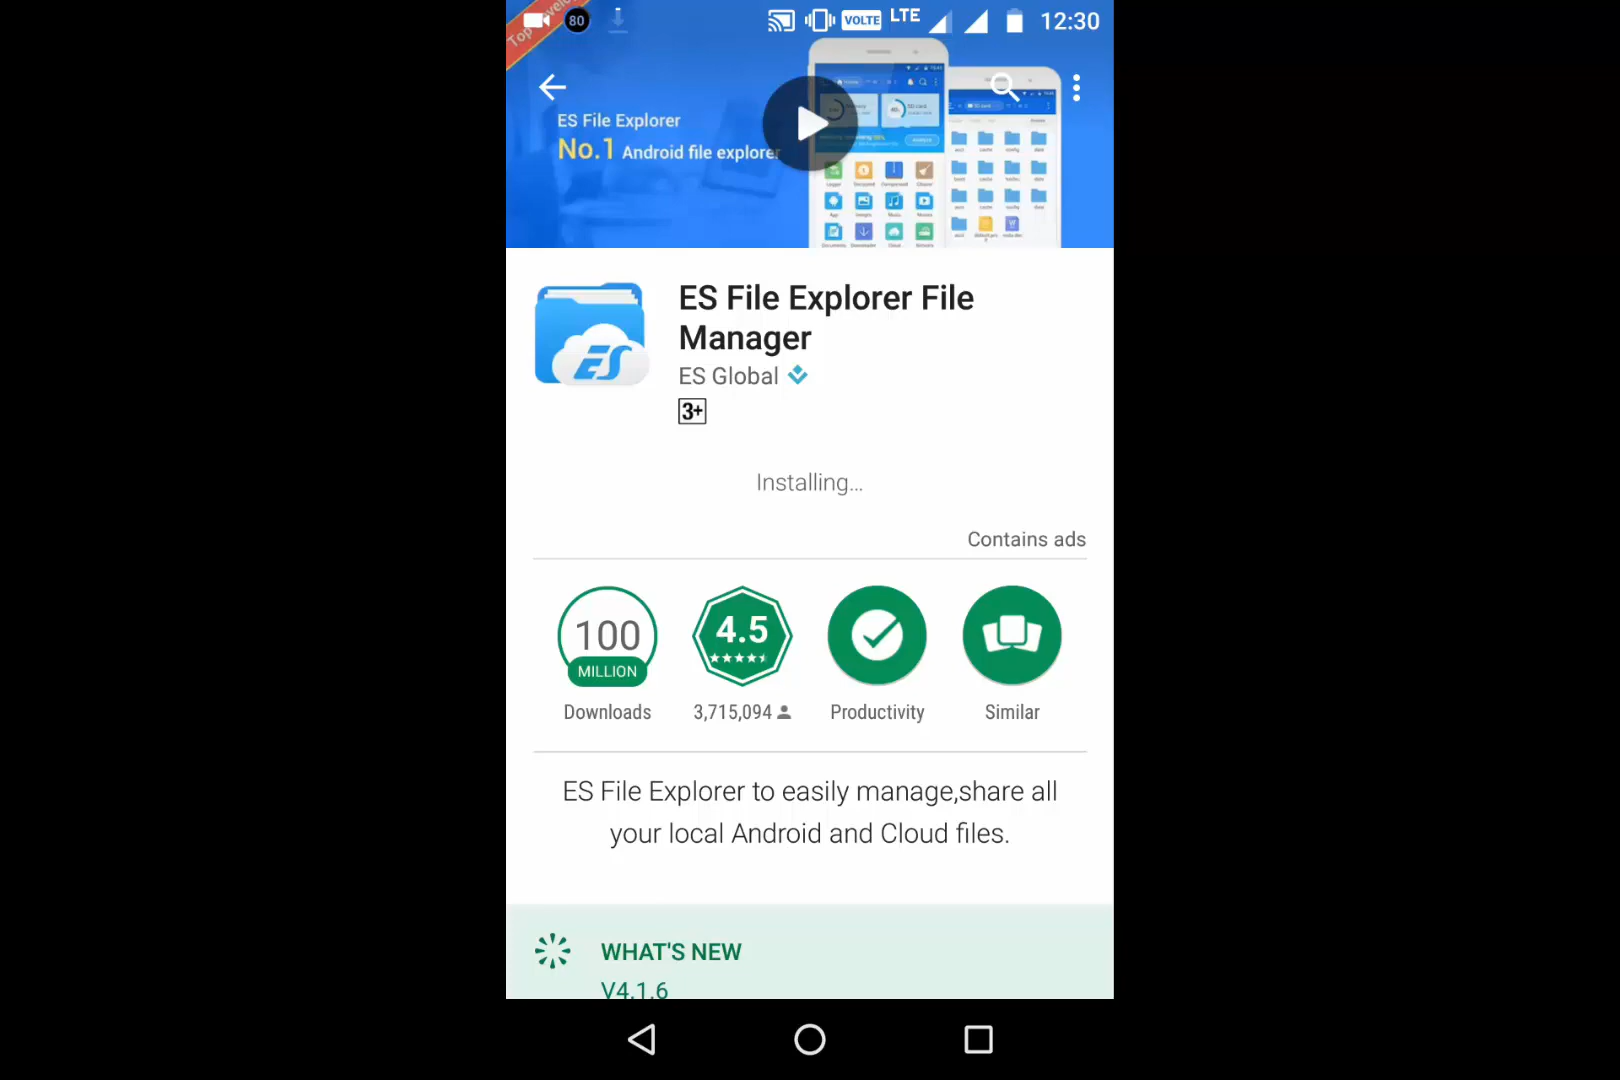 80 VOLTE LTE 12:30
Top
ES File Explorer
No.1 Android file explorer
ES File Explorer File
Manager
ES
ES Global
3+
Installing...
Contains ads
100
MILLION
4.5
Downloads
3,715,094
Productivity
Similar
ES File Explorer to easily manage,share all
your local Android and Cloud files.
WHAT'S NEW
V4.1.6